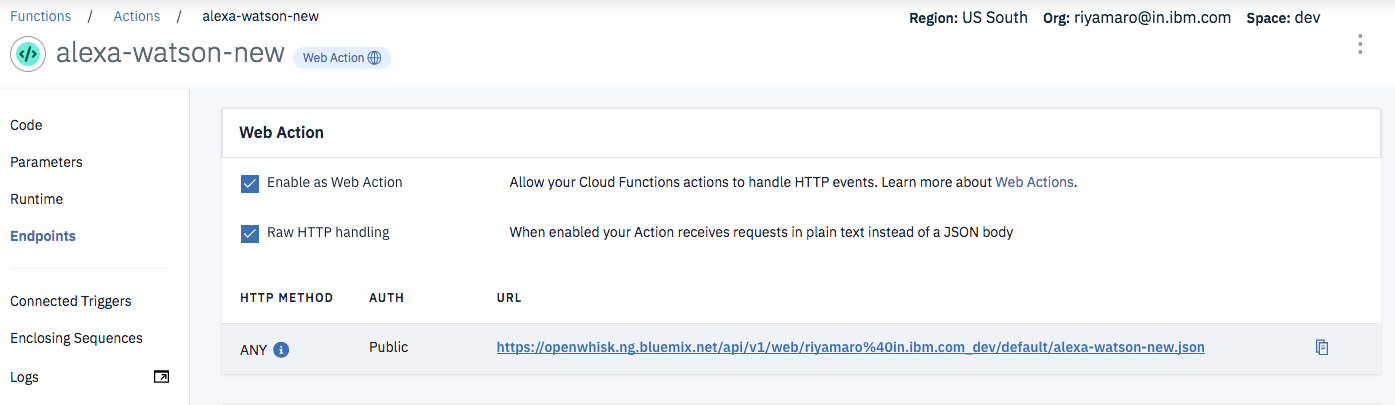 Functions / Actions / alexa-watson-new
Region: US South Org: riyamaro@in.ibm.com Space: dev
alexa-watson-new Web Action
Code
Parameters
Runtime
Endpoints
Connected Triggers
Enclosing Sequences
Logs
Web Action
Enable as Web Action Allow your Cloud Functions actions to handle HTTP events. Learn more about Web Actions.
Raw HTTP handling When enabled your Action receives requests in plain text instead of a JSON body
HTTP METHOD AUTH URL
ANY Public https://openwhisk.ng.bluemix.net/api/v1/web/riyamaro%40in.ibm.com_dev/default/alexa-watson-new.json